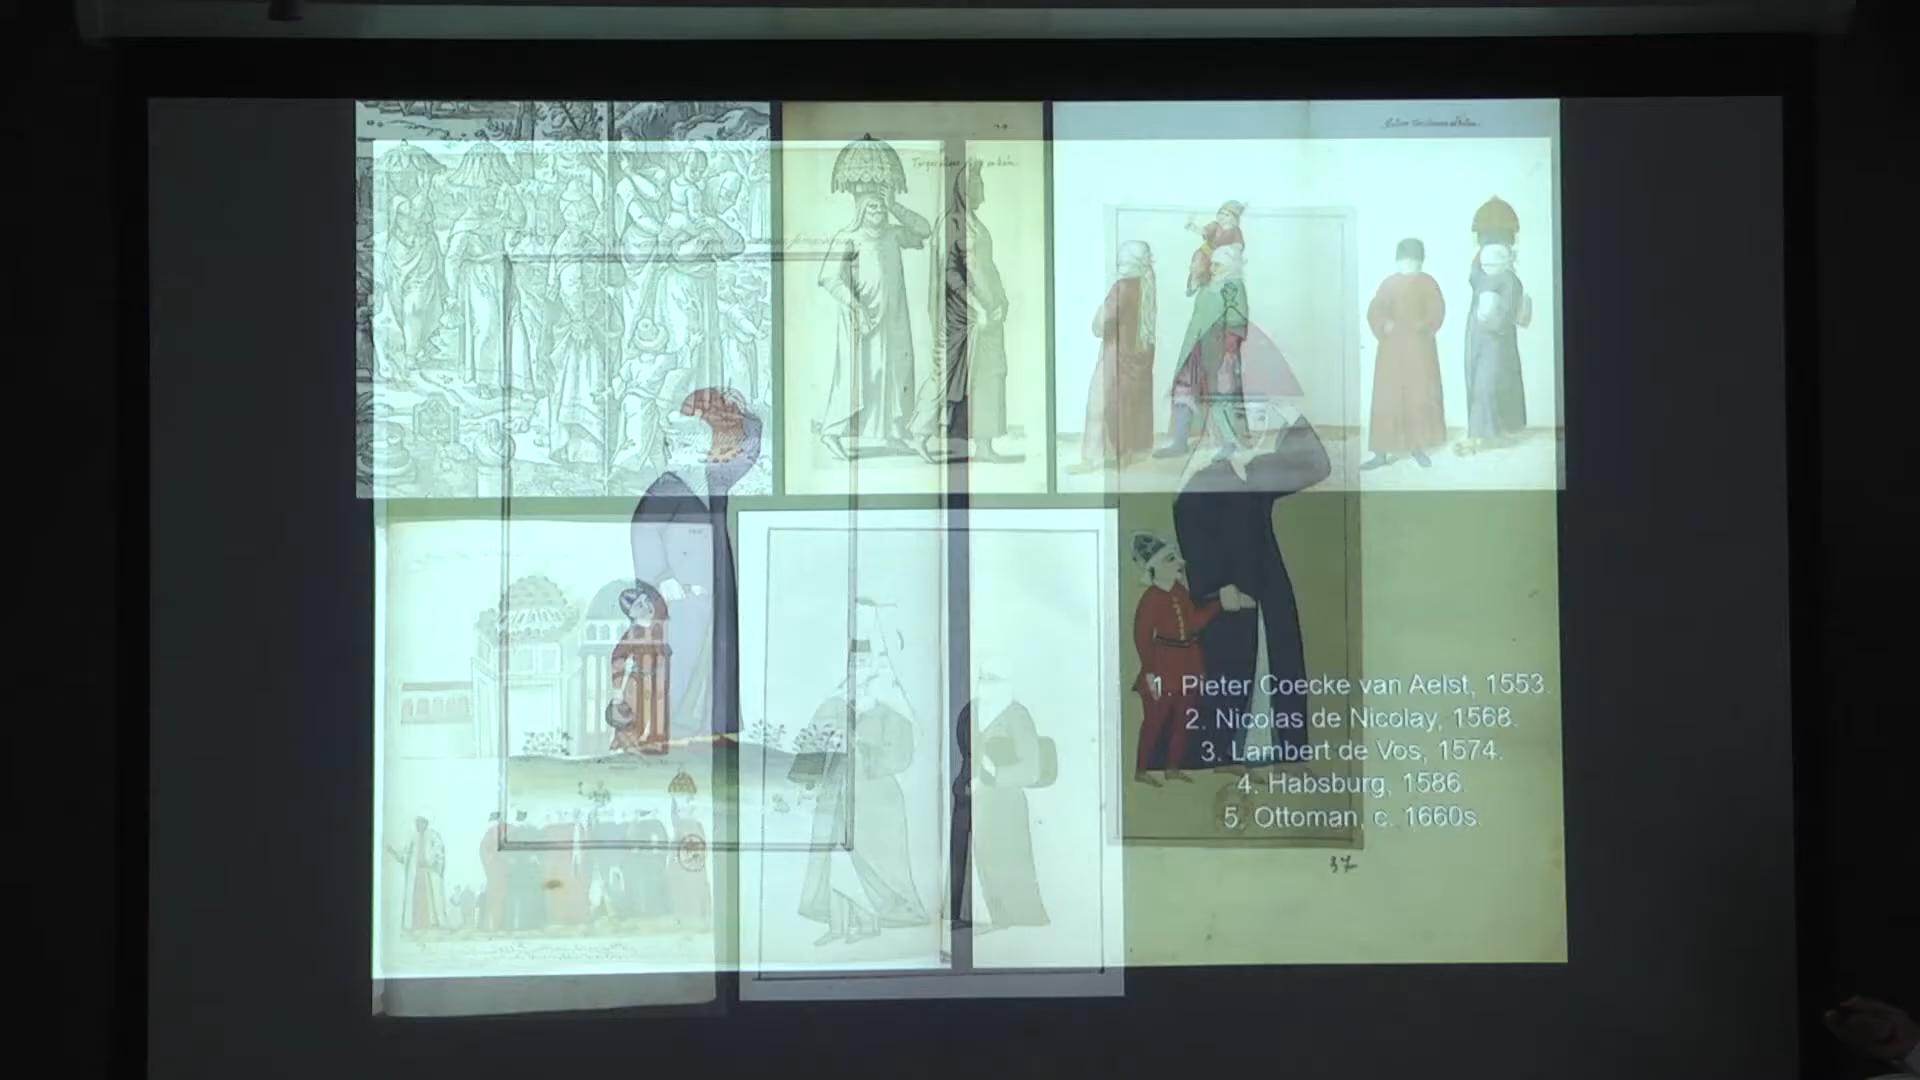 1. Pieter Coecke van Aelst, 1553.
2. Nicolas de Nicolay, 1568.
3. Lambert de Vos, 1574.
4. Habsburg, 1586.
5. Ottoman, c. 1660s.
37